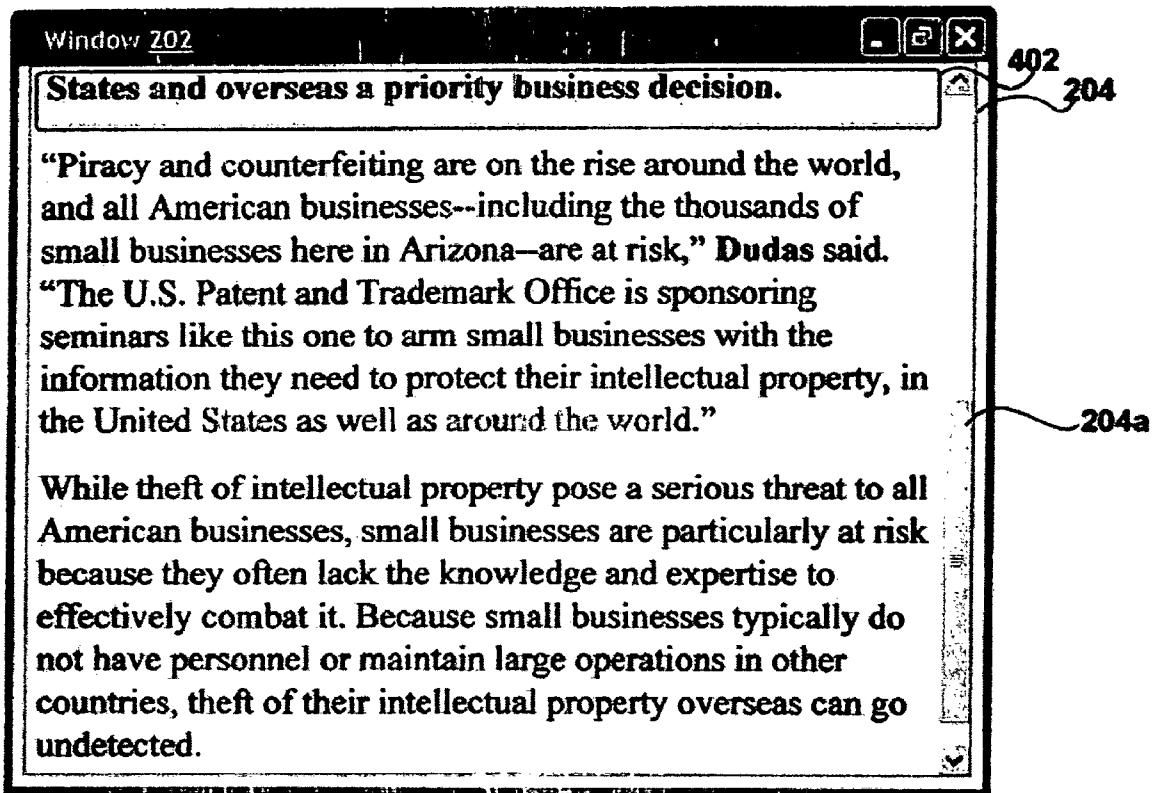 Window 202
States and overseas a priority business decision.
402
204
“Piracy and counterfeiting are on the rise around the world,
and all American businesses--including the thousands of
small businesses here in Arizona--are at risk,” Dudas said.
“The U.S. Patent and Trademark Office is sponsoring
seminars like this one to arm small businesses with the
information they need to protect their intellectual property, in
the United States as well as around the world.”
204a
While theft of intellectual property pose a serious threat to all
American businesses, small businesses are particularly at risk
because they often lack the knowledge and expertise to
effectively combat it. Because small businesses typically do
not have personnel or maintain large operations in other
countries, theft of their intellectual property overseas can go
undetected.